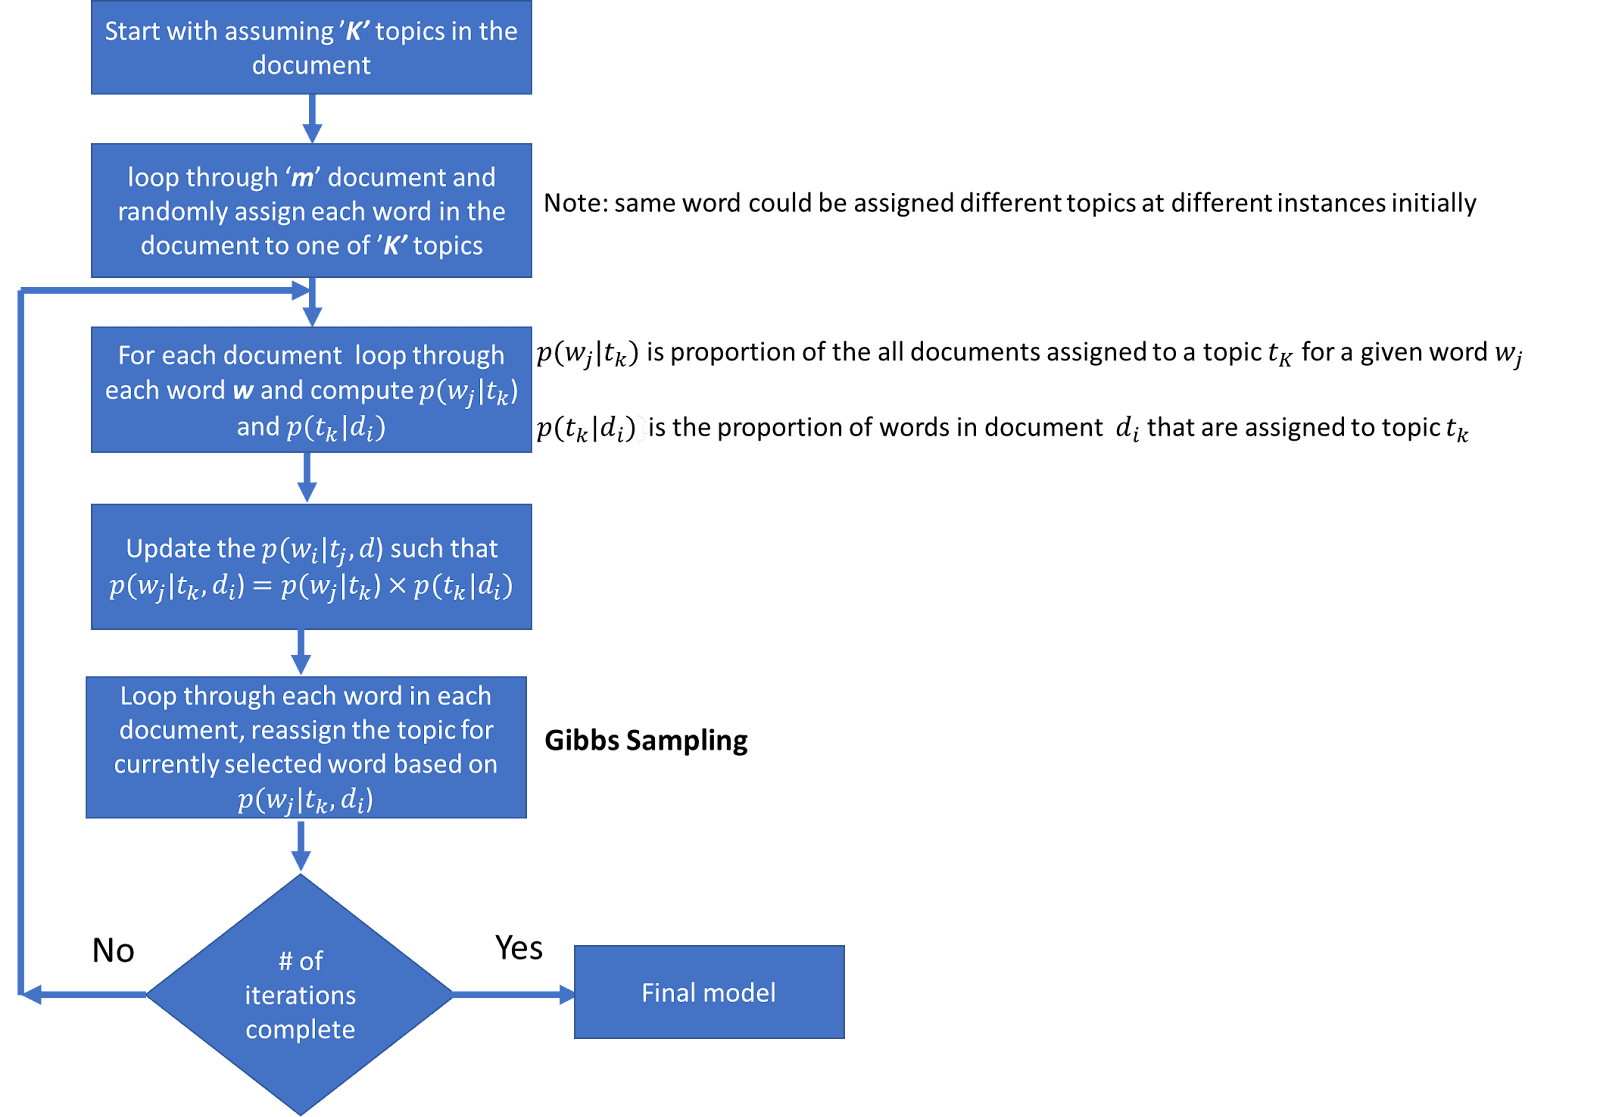 Start with assuming ’K’ topics in the
document
loop through ‘m’ document and
randomly assign each word in the
document to one of ’K’ topics
Note: same word could be assigned different topics at different instances initially
For each document loop through
each word w and compute p(w_j|t_k)
and p(t_k|d_i)
p(w_j|t_k) is proportion of the all documents assigned to a topic t_K for a given word w_j
p(t_k|d_i) is the proportion of words in document d_i that are assigned to topic t_k
Update the p(w_i|t_j, d) such that
p(w_j|t_k, d_i) = p(w_j|t_k) × p(t_k|d_i)
Loop through each word in each
document, reassign the topic for
currently selected word based on
p(w_j|t_k, d_i)
Gibbs Sampling
No
Yes
# of
iterations
complete
Final model